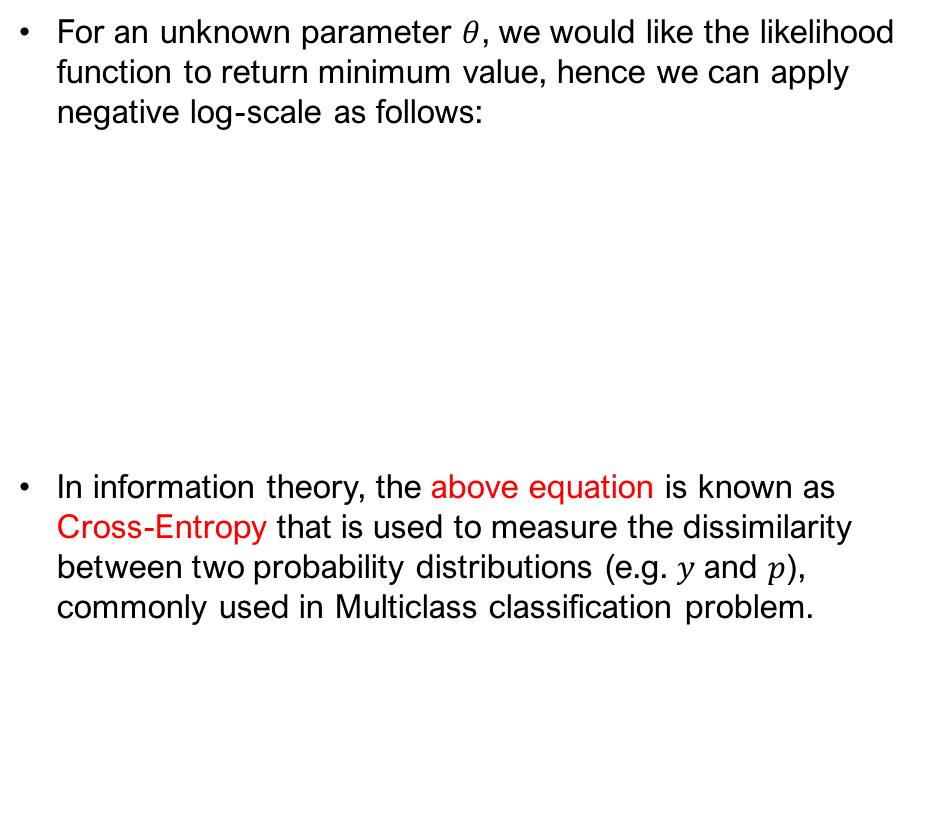 • For an unknown parameter 𝜃, we would like the likelihood
function to return minimum value, hence we can apply
negative log-scale as follows:
• In information theory, the above equation is known as
Cross-Entropy that is used to measure the dissimilarity
between two probability distributions (e.g. 𝑦 and 𝑝),
commonly used in Multiclass classification problem.